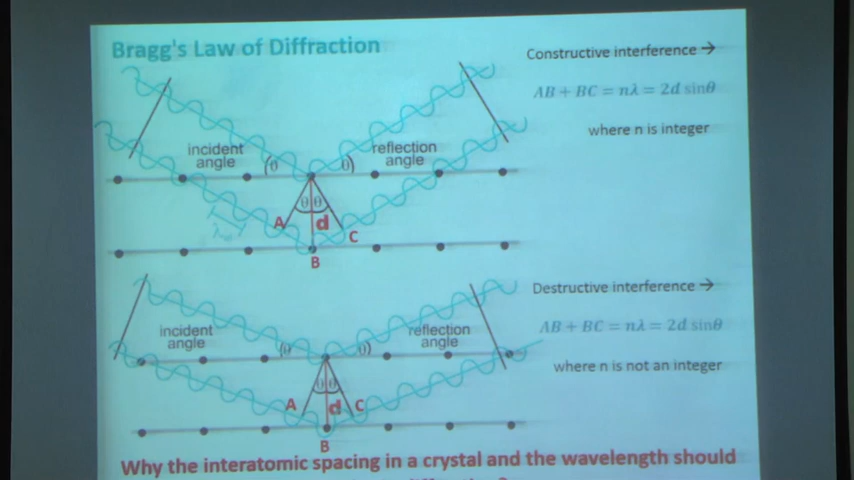 Bragg's Law of Diffraction
Constructive interference →
AB + BC = nλ = 2d sinθ
where n is integer
incident
angle
(θ
θ)
reflection
angle
θ θ
A
d
C
λ
B
Destructive interference →
AB + BC = nλ = 2d sinθ
where n is not an integer
incident
angle
(θ
θ)
reflection
angle
θ θ
A
d
C
B
Why the interatomic spacing in a crystal and the wavelength should